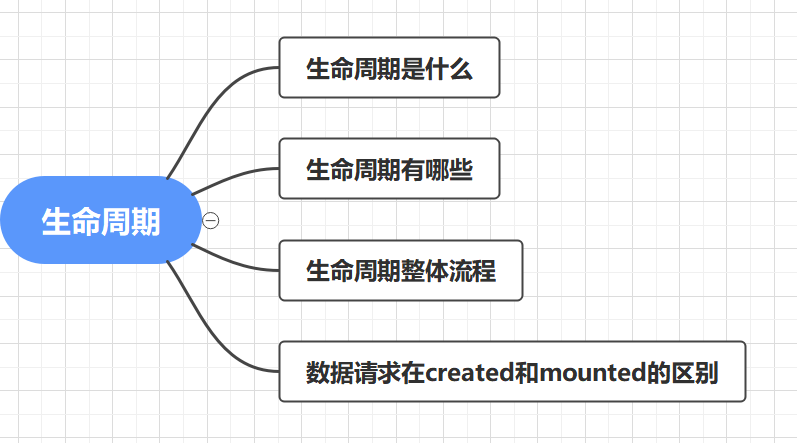 生命周期是什么
生命周期有哪些
生命周期
生命周期整体流程
数据请求在created和mounted的区别